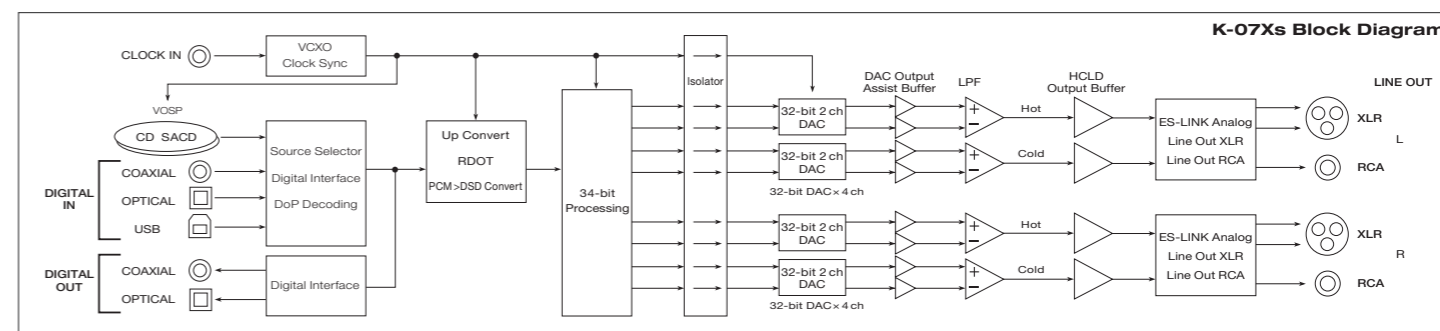 K-07Xs Block Diagram
CLOCK IN
VCXO
Clock Sync
VOSP
CD SACD
DIGITAL
IN
COAXIAL
OPTICAL
USB
Source Selector
Digital Interface
DoP Decoding
DIGITAL
OUT
COAXIAL
OPTICAL
Digital Interface
Up Convert
RDOT
PCM>DSD Convert
34-bit
Processing
Isolator
DAC Output
Assist Buffer
LPF
HCLD
Output Buffer
LINE OUT
32-bit 2 ch
DAC
+
−
Hot
32-bit 2 ch
DAC
+
−
Cold
32-bit DAC×4 ch
ES-LINK Analog
Line Out XLR
Line Out RCA
XLR
L
RCA
32-bit 2 ch
DAC
+
−
Hot
32-bit 2 ch
DAC
+
−
Cold
32-bit DAC×4 ch
ES-LINK Analog
Line Out XLR
Line Out RCA
XLR
R
RCA